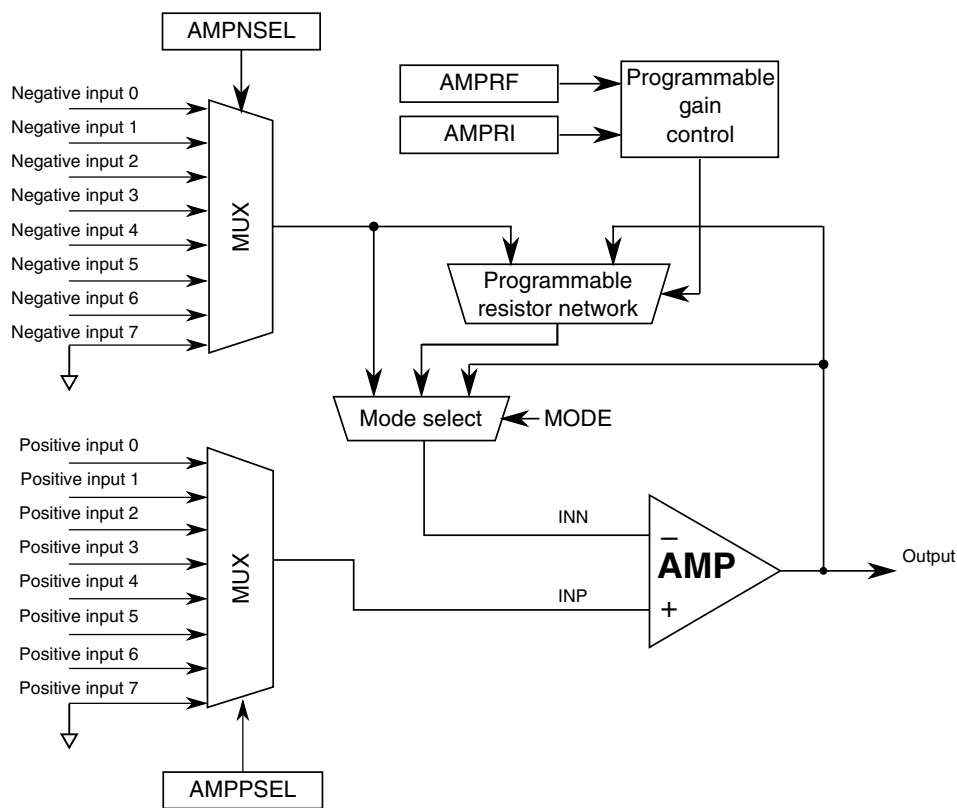 AMPNSEL
Negative input 0
Negative input 1
Negative input 2
Negative input 3
Negative input 4
Negative input 5
Negative input 6
Negative input 7
MUX
AMPRF
AMPRI
Programmable
gain
control
Programmable
resistor network
Mode select
MODE
Positive input 0
Positive input 1
Positive input 2
Positive input 3
Positive input 4
Positive input 5
Positive input 6
Positive input 7
MUX
INN
INP
−
AMP
+
Output
AMPPSEL